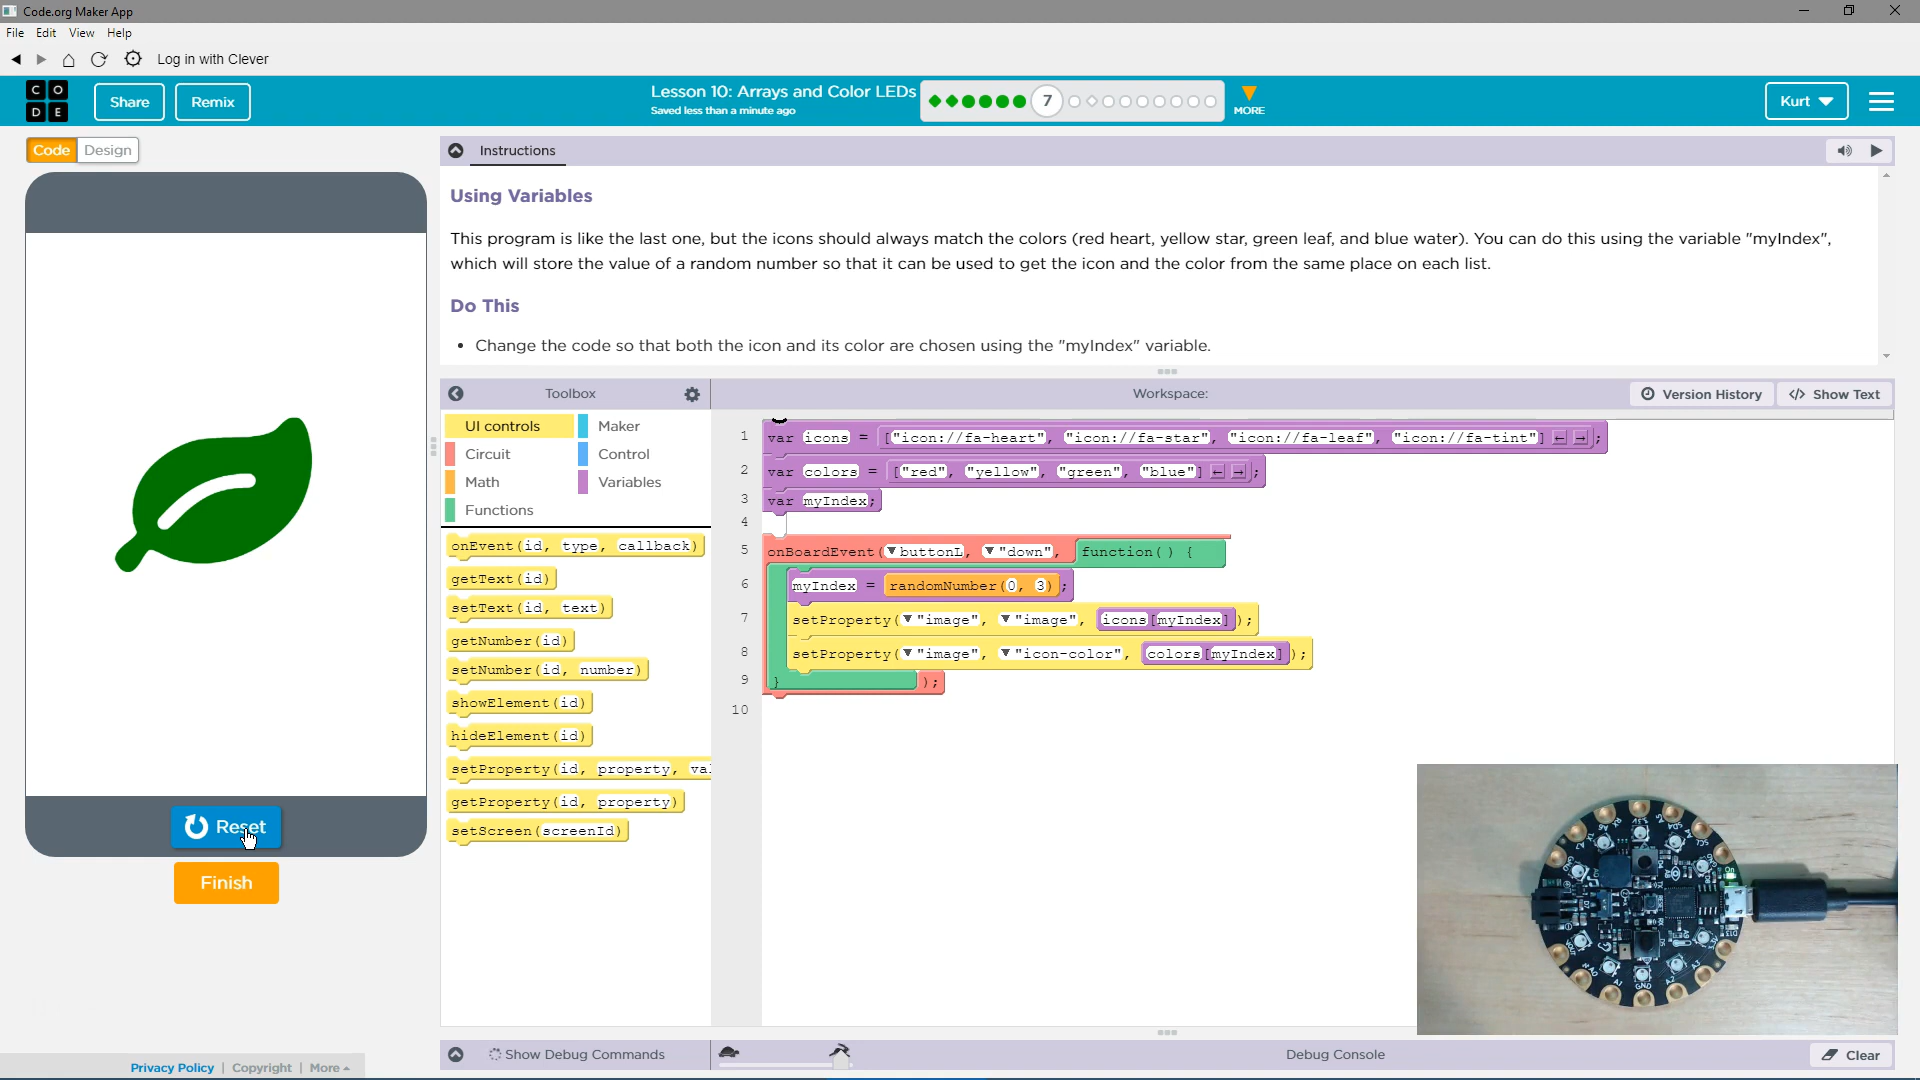 Code.org Maker App
File Edit View Help
Log in with Clever
C O D E
Share
Remix
Lesson 10: Arrays and Color LEDs
Saved less than a minute ago
7
MORE
Kurt
Code
Design
Instructions
Using Variables
This program is like the last one, but the icons should always match the colors (red heart, yellow star, green leaf, and blue water). You can do this using the variable "myIndex",
which will store the value of a random number so that it can be used to get the icon and the color from the same place on each list.
Do This
• Change the code so that both the icon and its color are chosen using the "myIndex" variable.
Toolbox
Workspace:
Version History
</> Show Text
UI controls
Maker
Circuit
Control
Math
Variables
Functions
onEvent(id, type, callback)
getText(id)
setText(id, text)
getNumber(id)
setNumber(id, number)
showElement(id)
hideElement(id)
setProperty(id, property, val
getProperty(id, property)
setScreen(screenId)
1 var icons = ["icon://fa-heart", "icon://fa-star", "icon://fa-leaf", "icon://fa-tint"] ← → ;
2 var colors = ["red", "yellow", "green", "blue"] ← → ;
3 var myIndex;
4
5 onBoardEvent(▼buttonL, ▼"down", function( ) {
6 myIndex = randomNumber(0, 3) ;
7 setProperty(▼"image", ▼"image", icons[myIndex]);
8 setProperty(▼"image", ▼"icon-color", colors[myIndex]);
9 } );
10
Reset
Finish
On
GND
A1
A2
D13
RESET
SCL
SDA
Privacy Policy | Copyright | More
Show Debug Commands
Debug Console
Clear